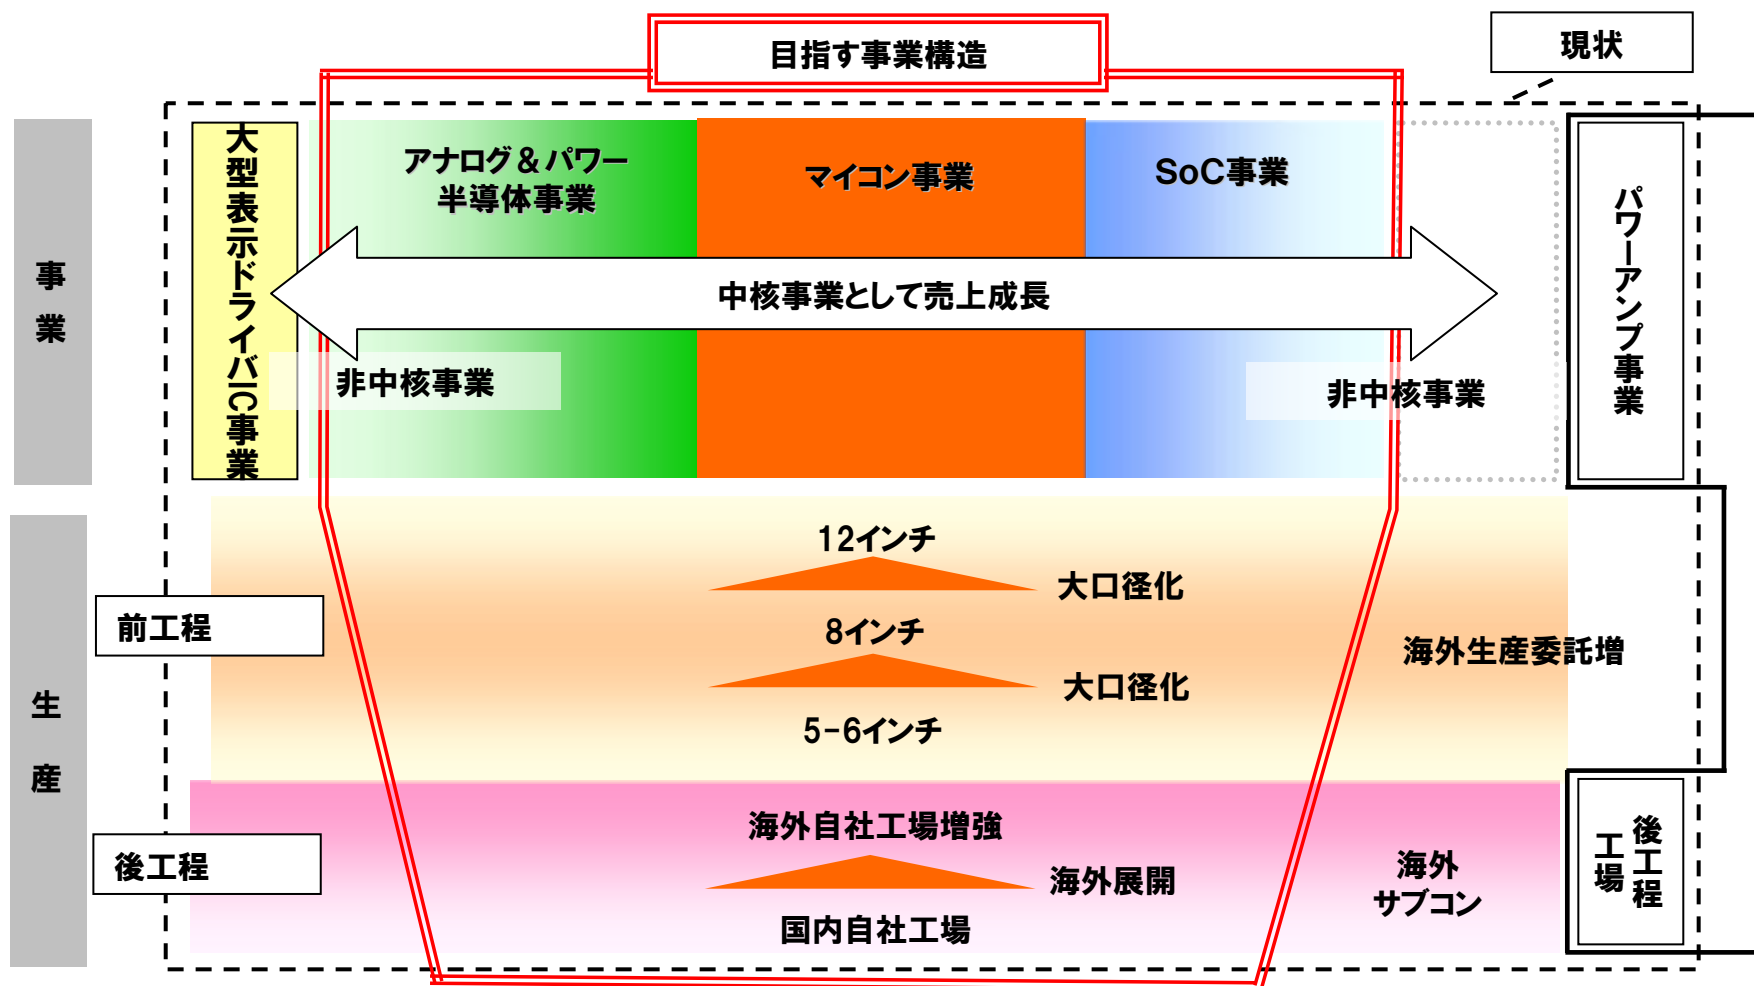 目指す事業構造
現状
事業
大型表示ドライバIC事業
アナログ＆パワー
半導体事業
マイコン事業
SoC事業
パワーアンプ事業
中核事業として売上成長
非中核事業
非中核事業
生産
前工程
12インチ
大口径化
8インチ
海外生産委託増
大口径化
5-6インチ
後工程
海外自社工場増強
海外展開
国内自社工場
海外
サブコン
後工程
工場